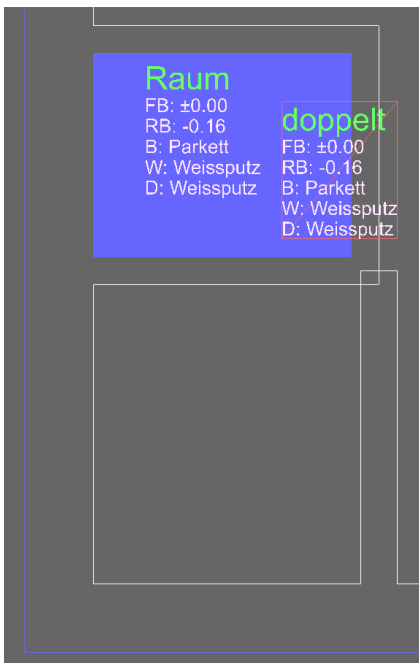 Raum
FB: ±0.00
RB: -0.16
B: Parkett
W: Weissputz
D: Weissputz
doppelt
FB: ±0.00
RB: -0.16
B: Parkett
W: Weissputz
D: Weissputz